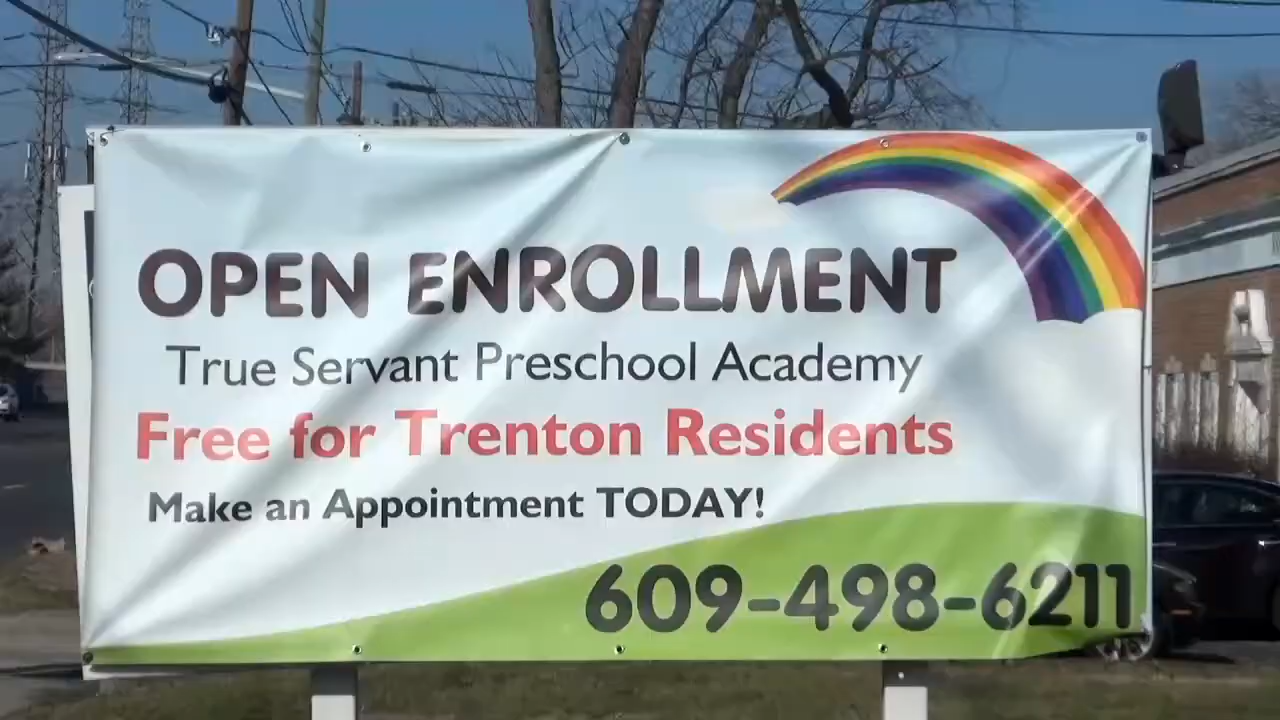 OPEN ENROLLMENT
True Servant Preschool Academy
Free for Trenton Residents
Make an Appointment TODAY!
609-498-6211